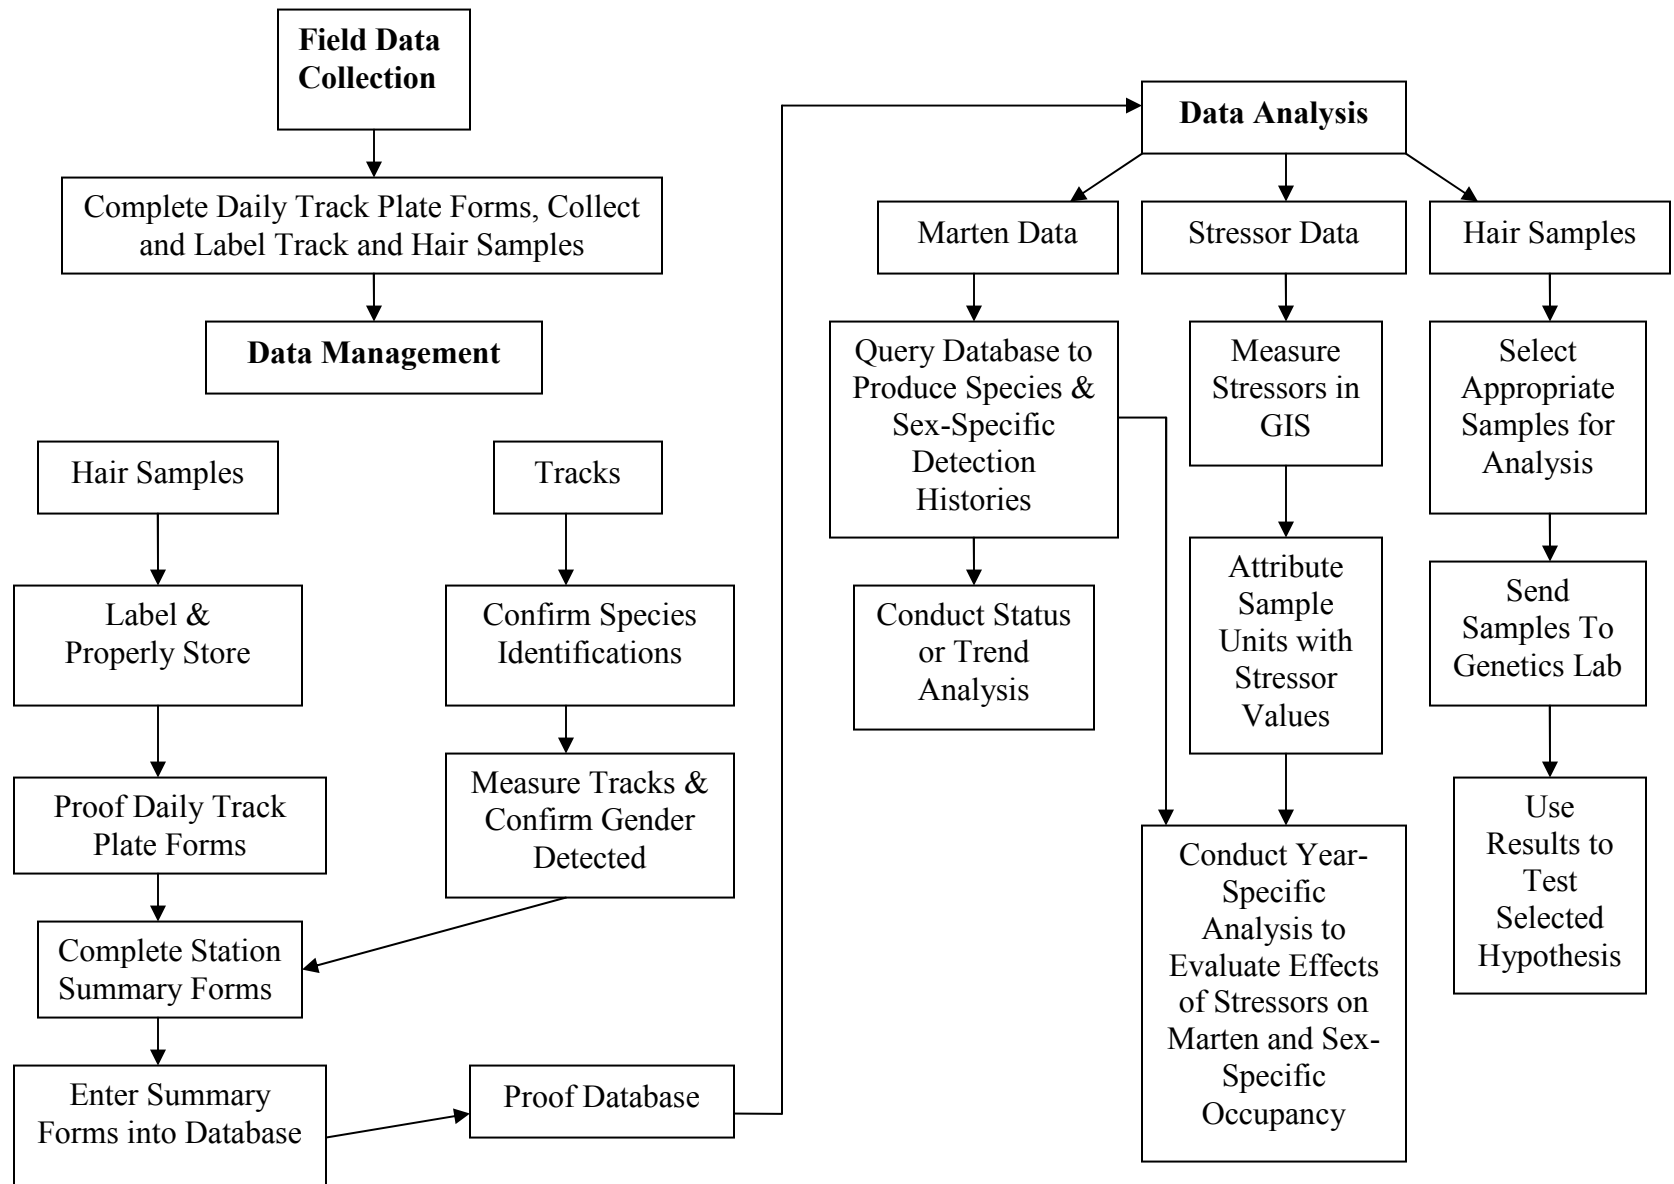 Field Data
Collection
Complete Daily Track Plate Forms, Collect
and Label Track and Hair Samples
Data Management
Hair Samples
Tracks
Label &
Properly Store
Confirm Species
Identifications
Proof Daily Track
Plate Forms
Measure Tracks &
Confirm Gender
Detected
Complete Station
Summary Forms
Enter Summary
Forms into Database
Proof Database
Data Analysis
Marten Data
Stressor Data
Hair Samples
Query Database to
Produce Species &
Sex-Specific
Detection
Histories
Conduct Status
or Trend
Analysis
Measure
Stressors in
GIS
Attribute
Sample
Units with
Stressor
Values
Conduct Year-
Specific
Analysis to
Evaluate Effects
of Stressors on
Marten and Sex-
Specific
Occupancy
Select
Appropriate
Samples for
Analysis
Send
Samples To
Genetics Lab
Use
Results to
Test
Selected
Hypothesis